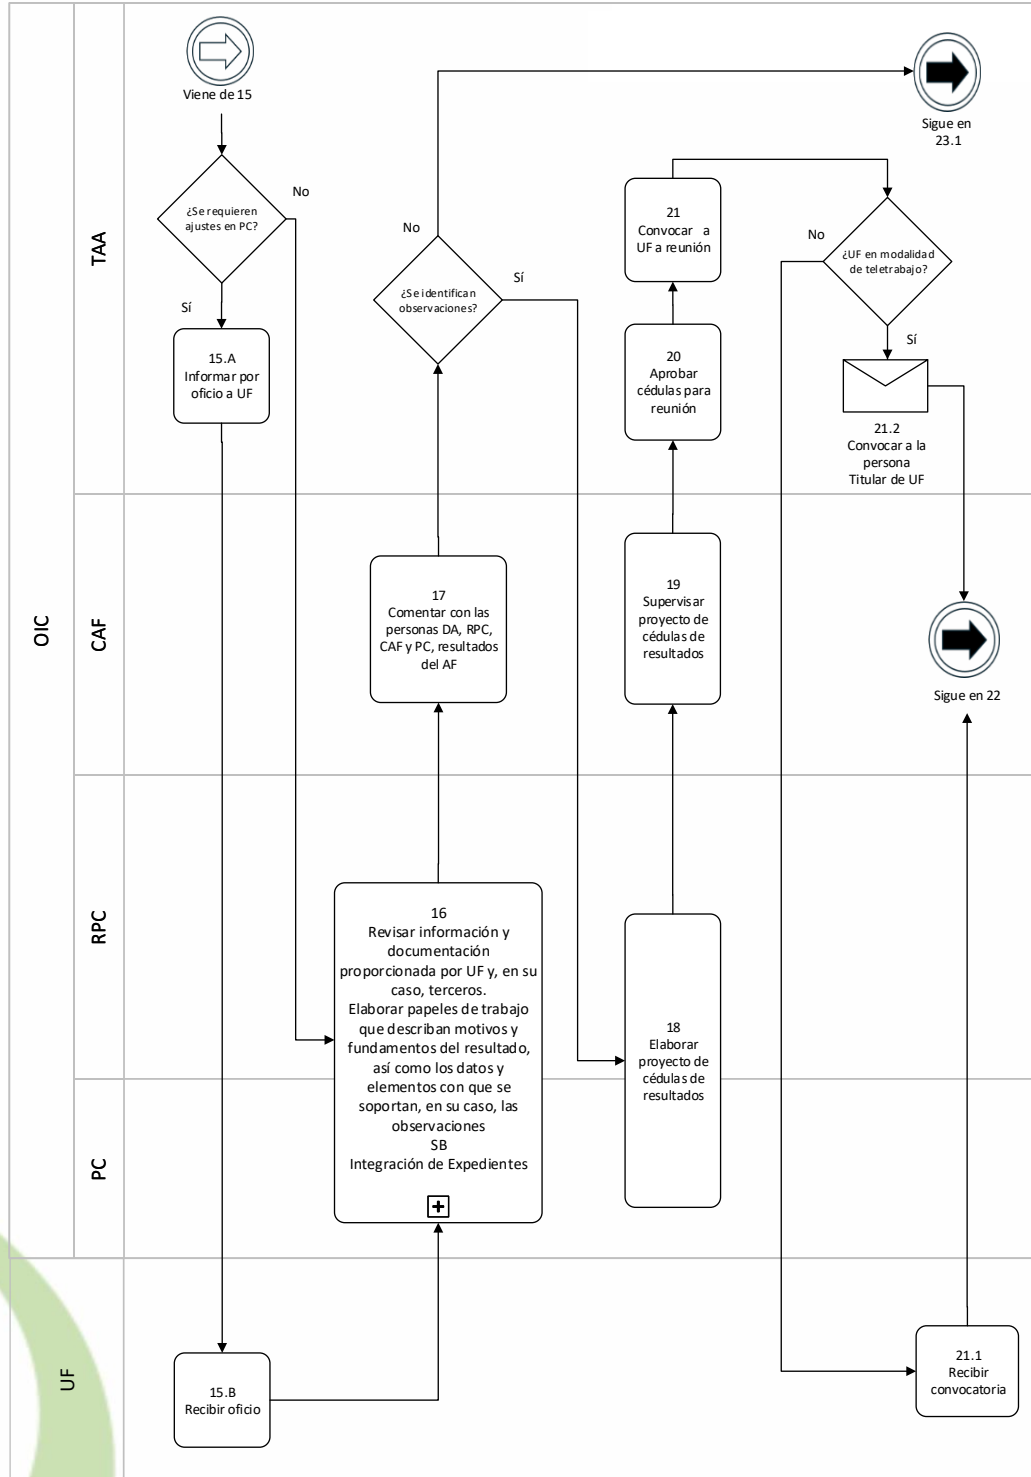 OIC
TAA
CAF
RPC
PC
UF
Viene de 15
¿Se requieren
ajustes en PC?
No
Sí
15.A
Informar por
oficio a UF
15.B
Recibir oficio
16
Revisar información y
documentación
proporcionada por UF y, en su
caso, terceros.
Elaborar papeles de trabajo
que describan motivos y
fundamentos del resultado,
así como los datos y
elementos con que se
soportan, en su caso, las
observaciones
SB
Integración de Expedientes
17
Comentar con las
personas DA, RPC,
CAF y PC, resultados
del AF
¿Se identifican
observaciones?
No
Sí
Sigue en
23.1
18
Elaborar
proyecto de
cédulas de
resultados
19
Supervisar
proyecto de
cédulas de
resultados
20
Aprobar
cédulas para
reunión
21
Convocar a
UF a reunión
¿UF en modalidad
de teletrabajo?
No
Sí
21.2
Convocar a la
persona
Titular de UF
21.1
Recibir
convocatoria
Sigue en 22